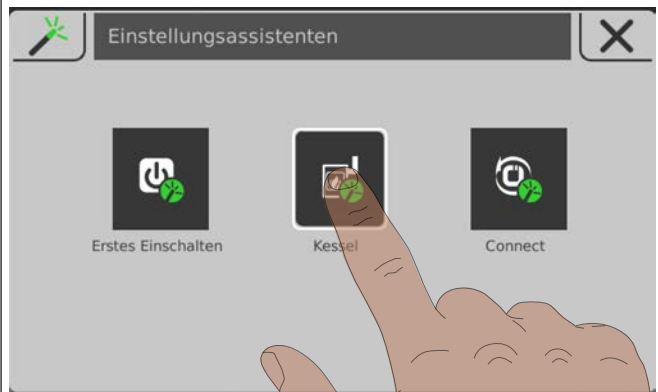 Einstellungsassistenten
Erstes Einschalten
Kessel
Connect